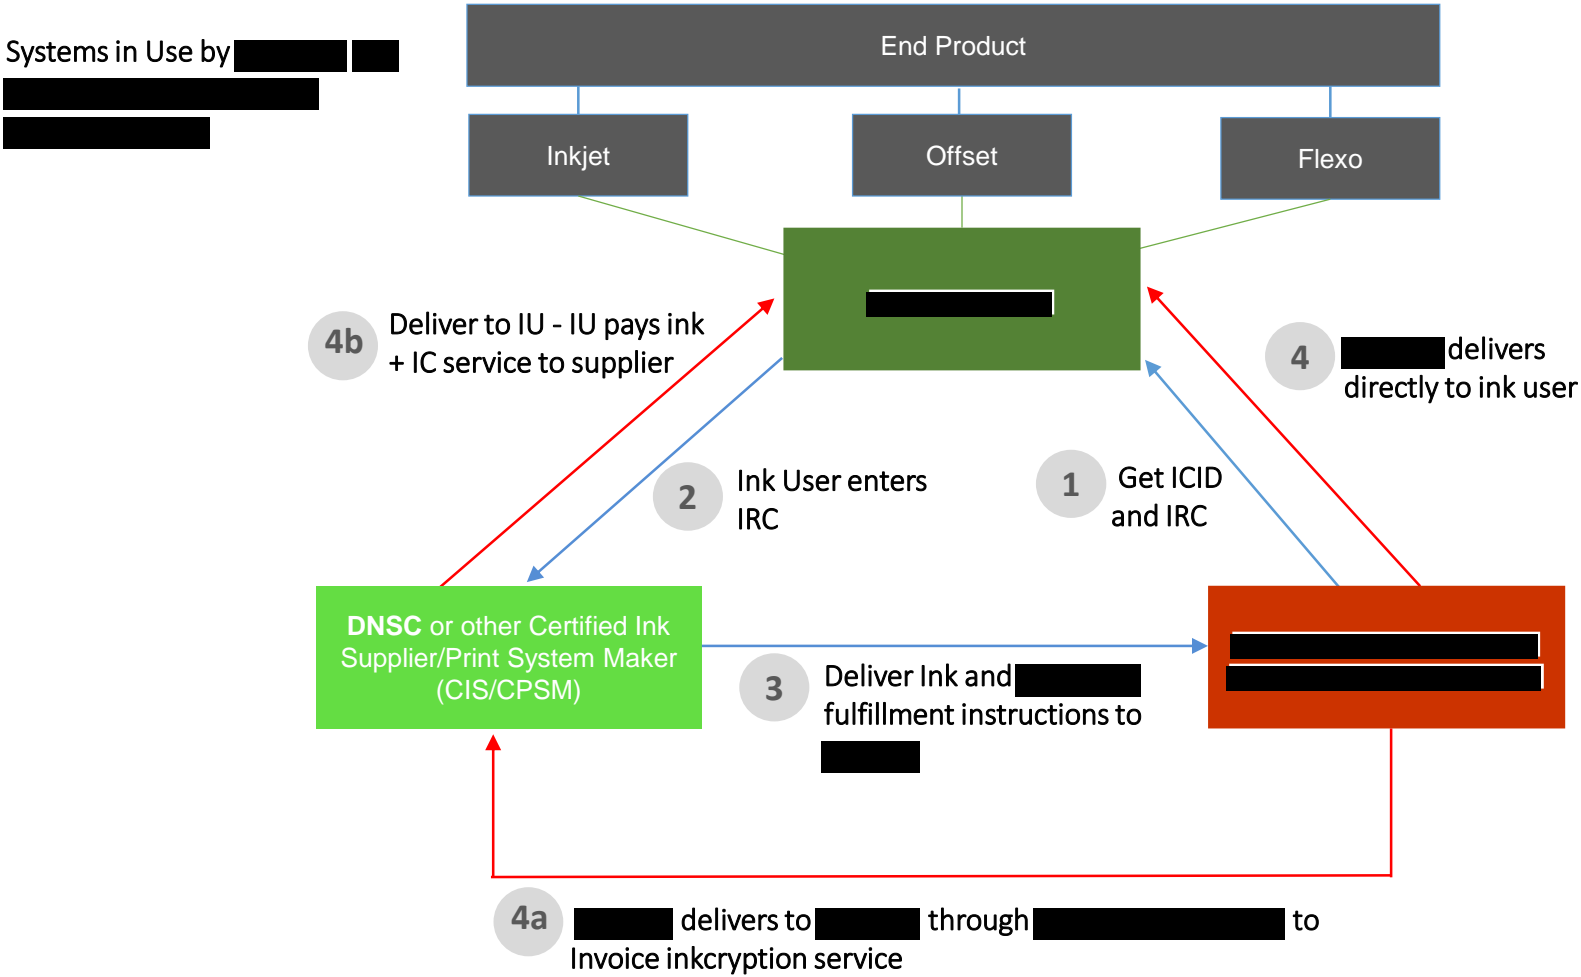 Systems in Use by
End Product
Inkjet
Offset
Flexo
4b
Deliver to IU - IU pays ink
+ IC service to supplier
4
delivers
directly to ink user
2
Ink User enters
IRC
1
Get ICID
and IRC
DNSC or other Certified Ink
Supplier/Print System Maker
(CIS/CPSM)
3
Deliver Ink and
fulfillment instructions to
4a
delivers to through to
Invoice inkcryption service